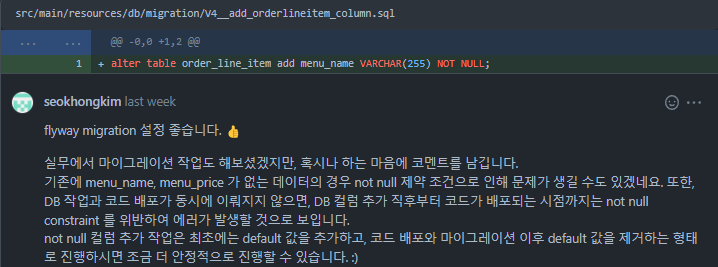 src/main/resources/db/migration/V4__add_orderlineitem_column.sql
... ... @@ -0,0 +1,2 @@
1 + alter table order_line_item add menu_name VARCHAR(255) NOT NULL;
seokhongkim last week
flyway migration 설정 좋습니다. 👍
실무에서 마이그레이션 작업도 해보셨겠지만, 혹시나 하는 마음에 코멘트를 남깁니다.
기존에 menu_name, menu_price 가 없는 데이터의 경우 not null 제약 조건으로 인해 문제가 생길 수도 있겠네요. 또한,
DB 작업과 코드 배포가 동시에 이뤄지지 않으면, DB 컬럼 추가 직후부터 코드가 배포되는 시점까지는 not null
constraint 를 위반하여 에러가 발생할 것으로 보입니다.
not null 컬럼 추가 작업은 최초에는 default 값을 추가하고, 코드 배포와 마이그레이션 이후 default 값을 제거하는 형태
로 진행하시면 조금 더 안정적으로 진행할 수 있습니다. :)